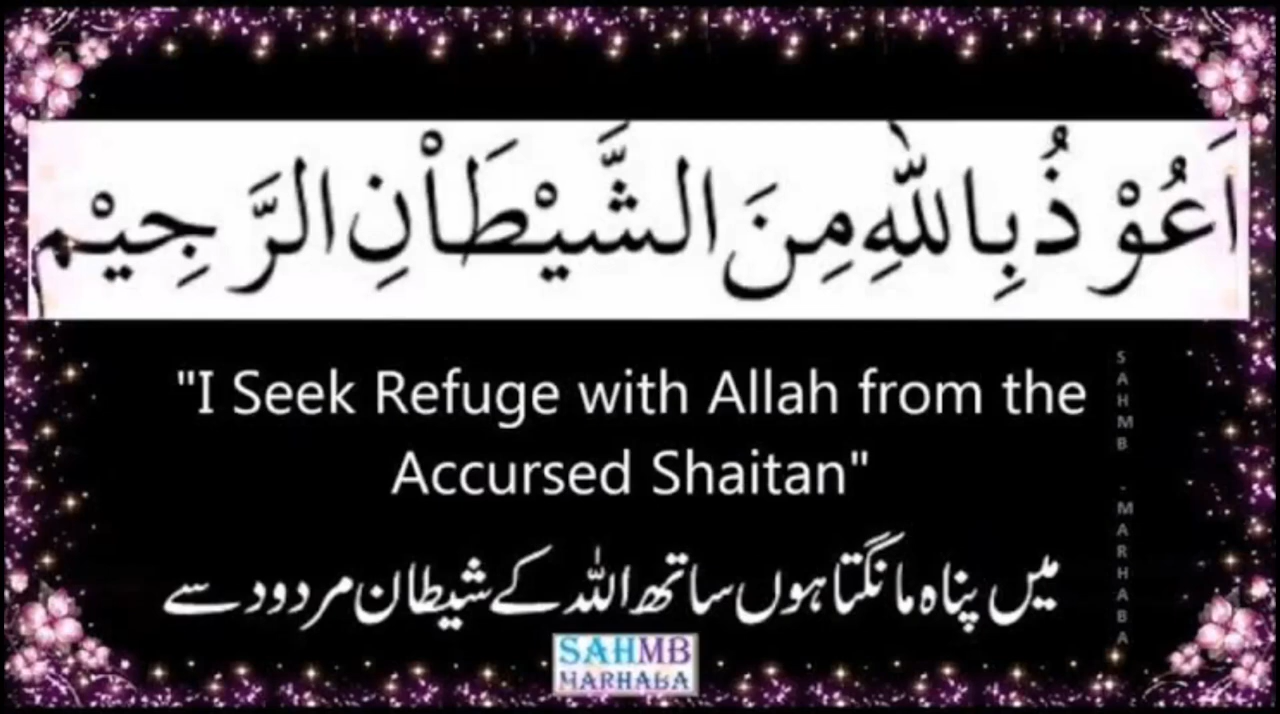 اَعُوْذُ بِاللّٰهِ مِنَ الشَّيْطَاْنِ الرَّجِيْم
"I Seek Refuge with Allah from the
Accursed Shaitan"
میں پناہ مانگتا ہوں ساتھ اللہ کے شیطان مردود سے
SAHMB
MARHABA
SAHMB - MARHABA